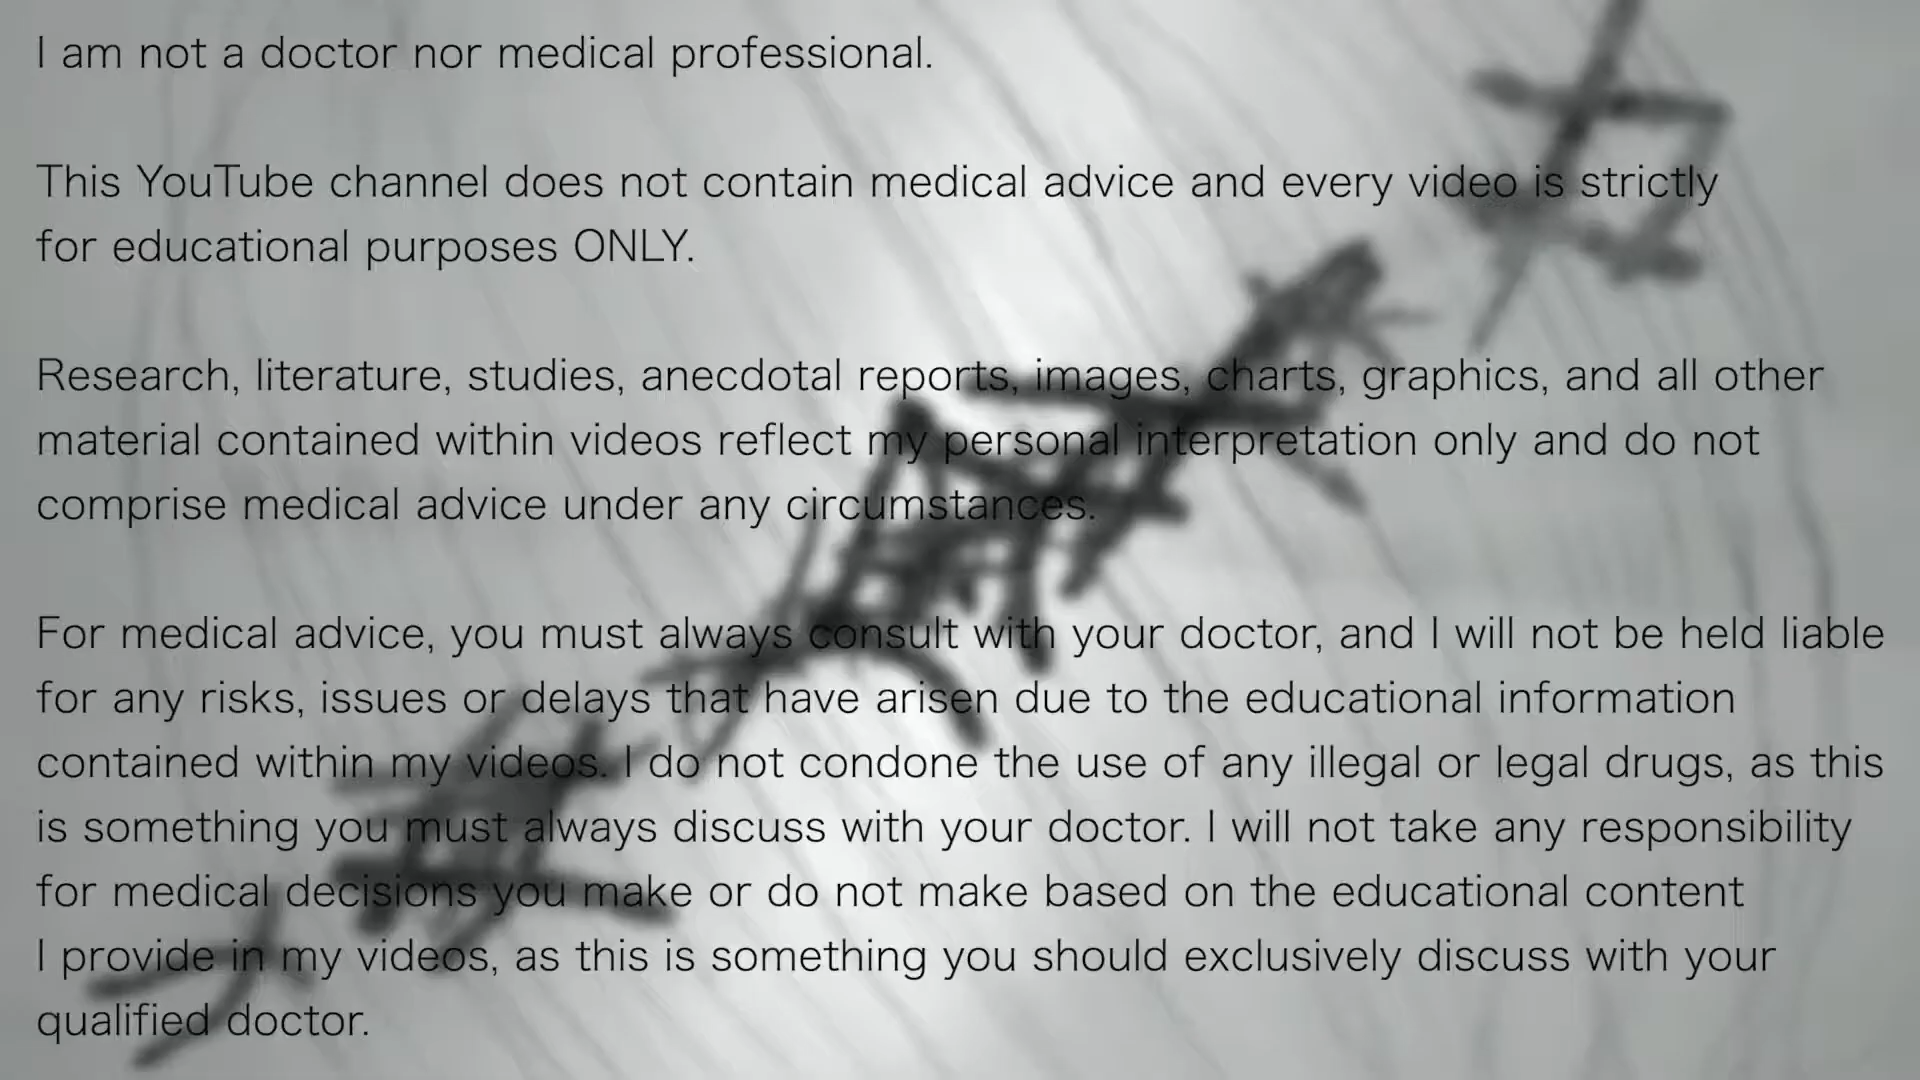 I am not a doctor nor medical professional.
This YouTube channel does not contain medical advice and every video is strictly
for educational purposes ONLY.
Research, literature, studies, anecdotal reports, images, charts, graphics, and all other
material contained within videos reflect my personal interpretation only and do not
comprise medical advice under any circumstances.
For medical advice, you must always consult with your doctor, and I will not be held liable
for any risks, issues or delays that have arisen due to the educational information
contained within my videos. I do not condone the use of any illegal or legal drugs, as this
is something you must always discuss with your doctor. I will not take any responsibility
for medical decisions you make or do not make based on the educational content
I provide in my videos, as this is something you should exclusively discuss with your
qualified doctor.